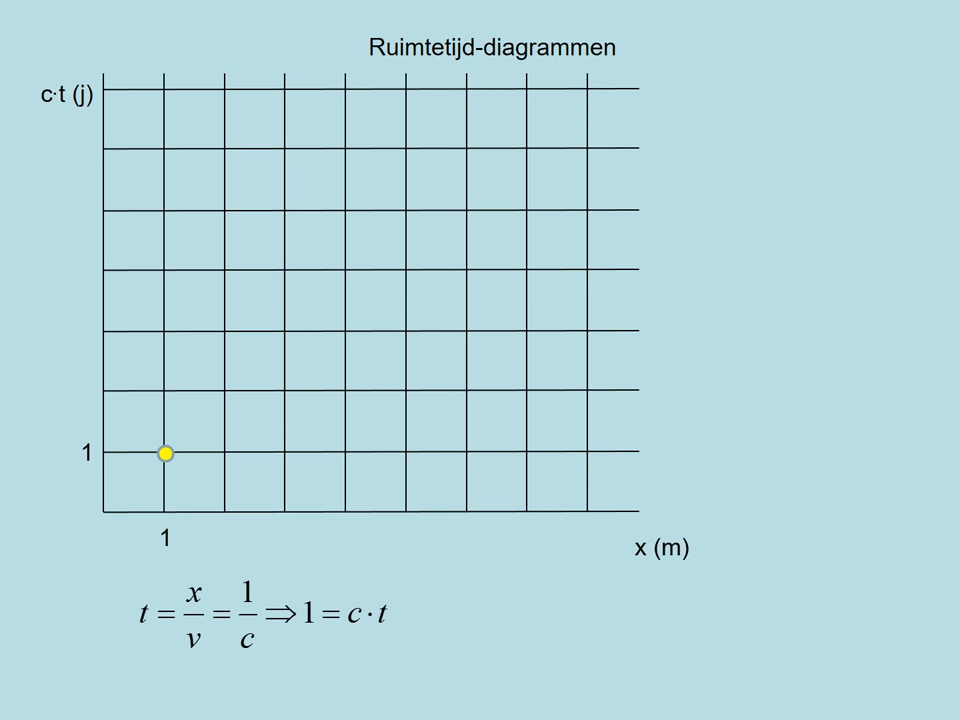 Ruimtetijd-diagrammen
c·t (j)
1
1
x (m)
t = x/v = 1/c ⇒ 1 = c · t